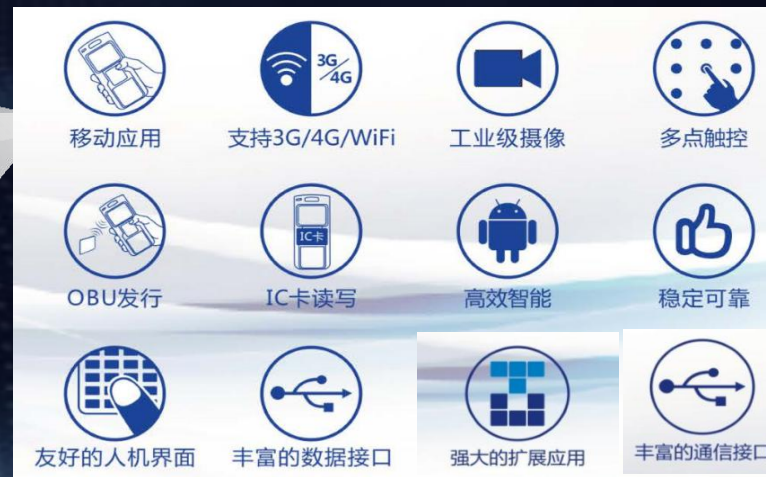 3G/4G
移动应用
支持3G/4G/WiFi
工业级摄像
多点触控
IC卡
OBU发行
IC卡读写
高效智能
稳定可靠
友好的人机界面
丰富的数据接口
强大的扩展应用
丰富的通信接口